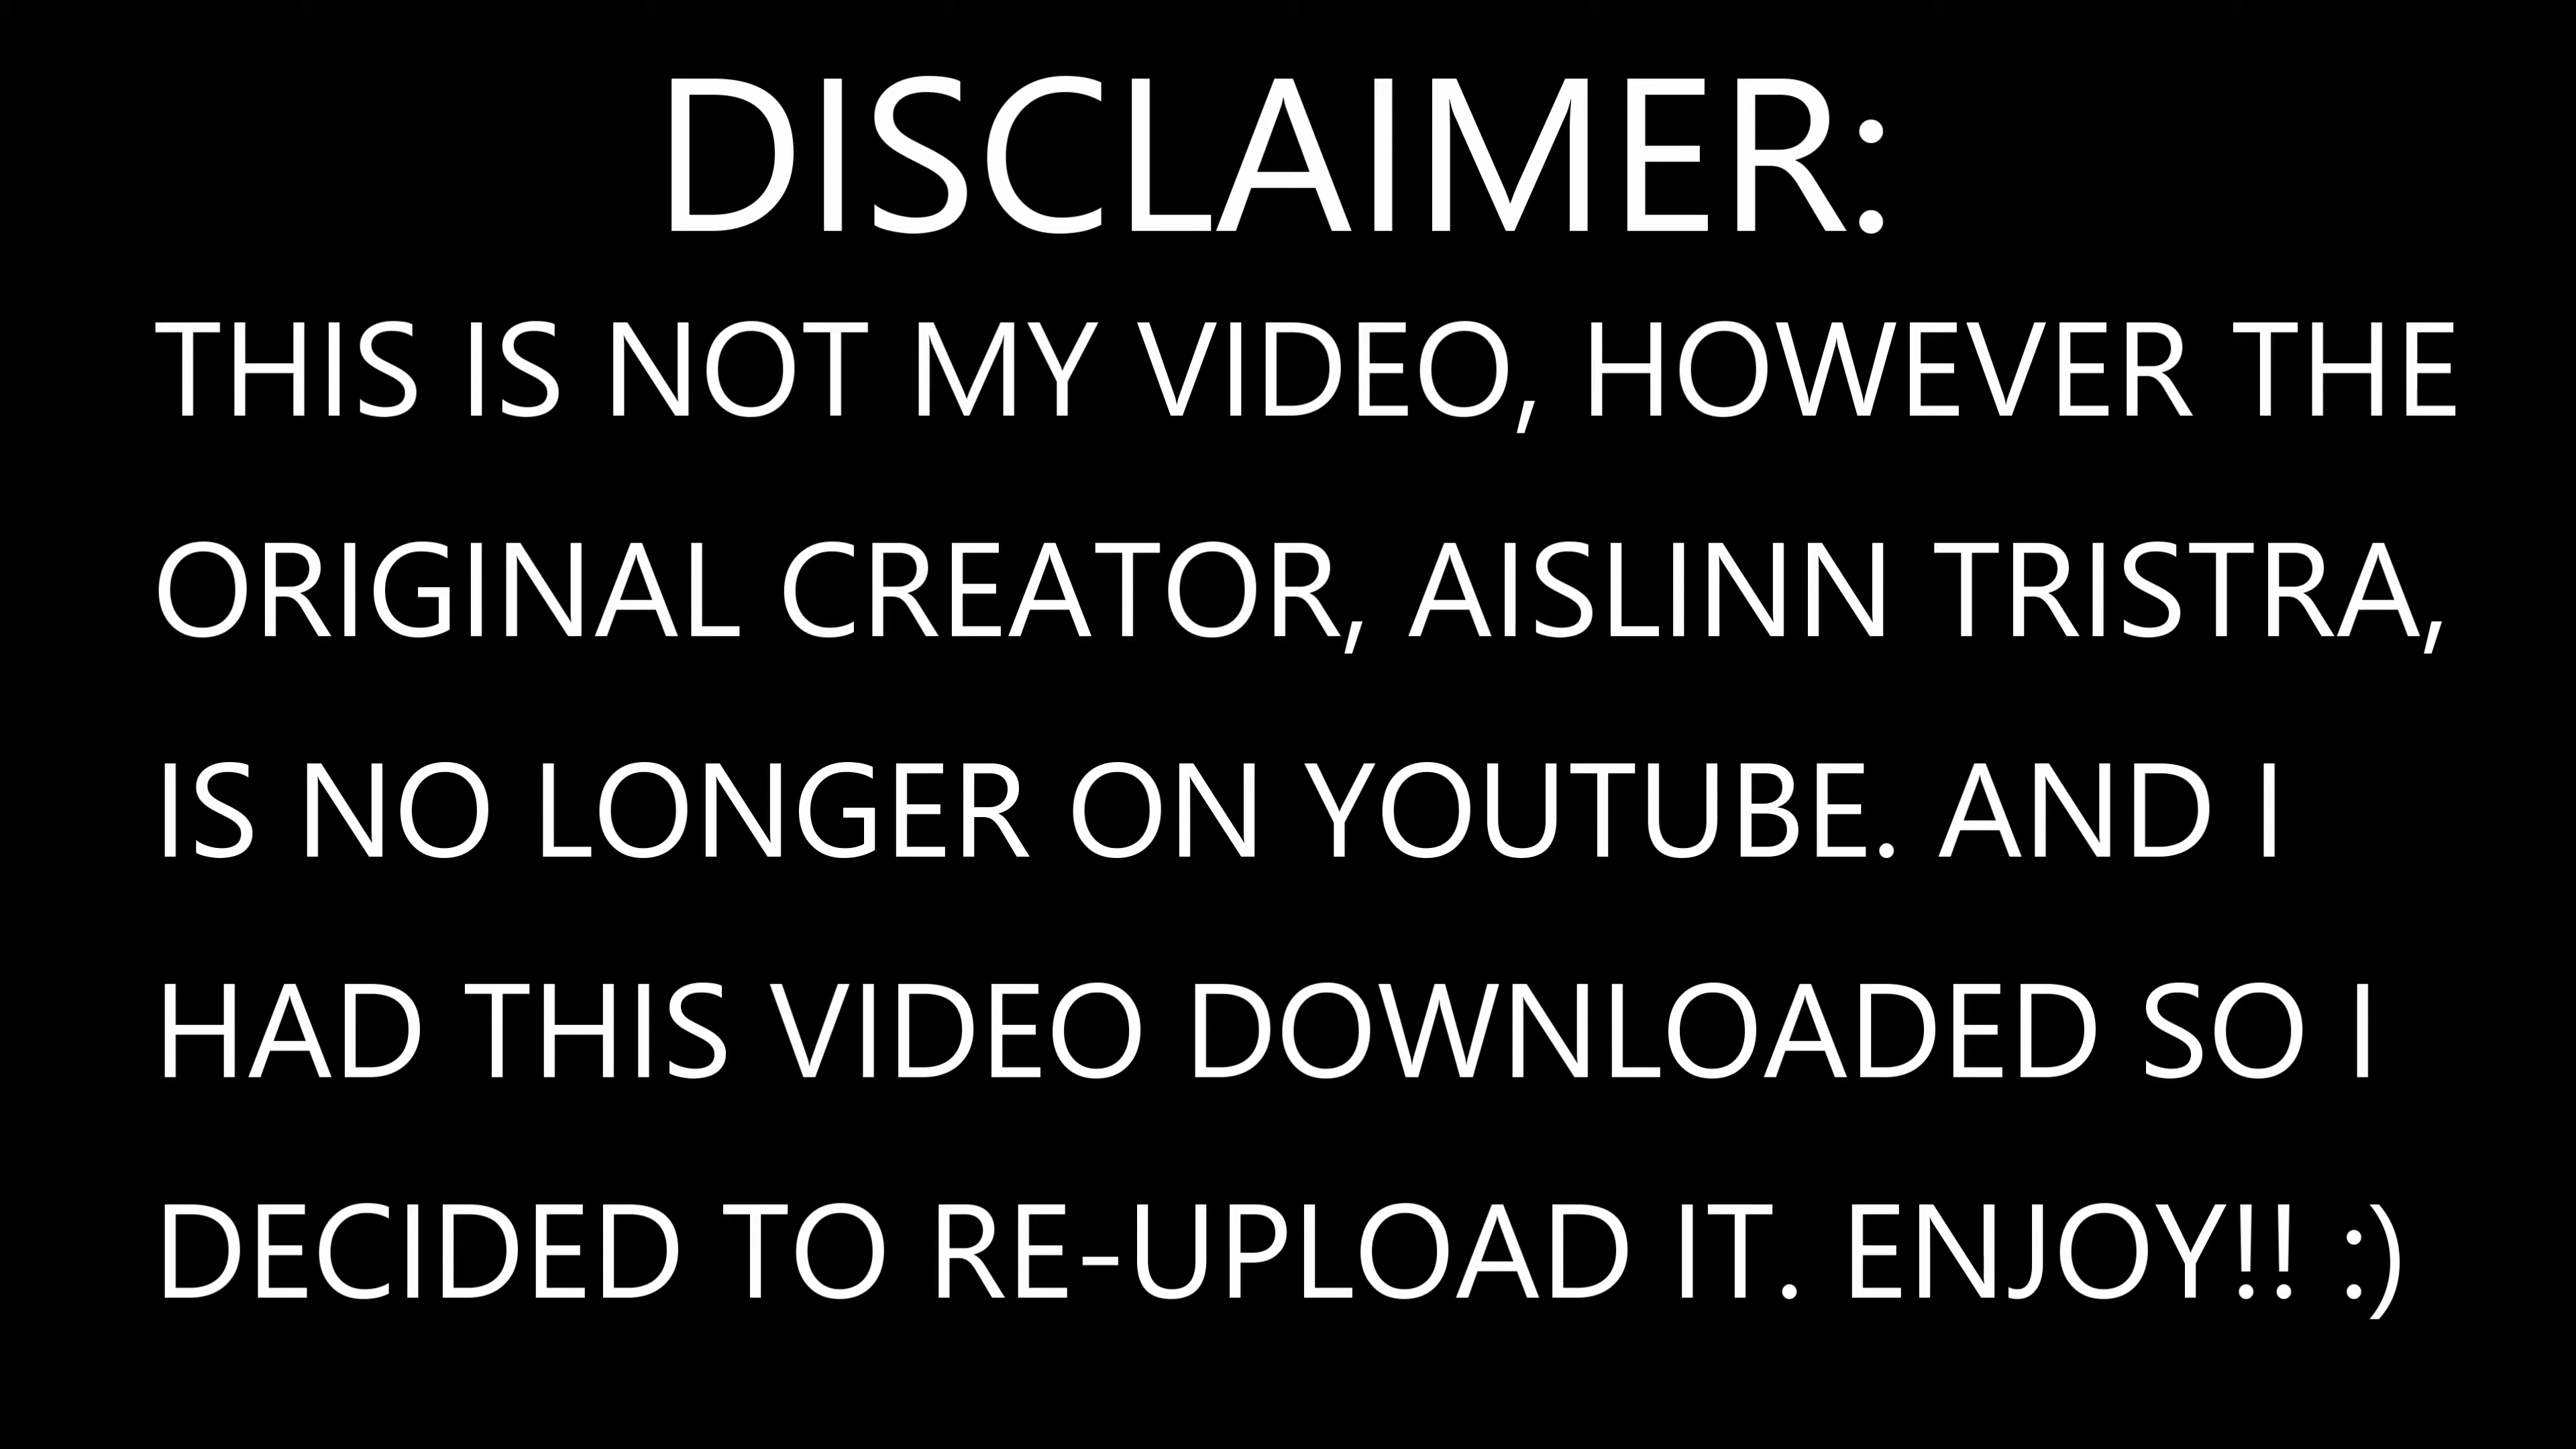 DISCLAIMER:
THIS IS NOT MY VIDEO, HOWEVER THE
ORIGINAL CREATOR, AISLINN TRISTRA,
IS NO LONGER ON YOUTUBE. AND I
HAD THIS VIDEO DOWNLOADED SO I
DECIDED TO RE-UPLOAD IT. ENJOY!! :)